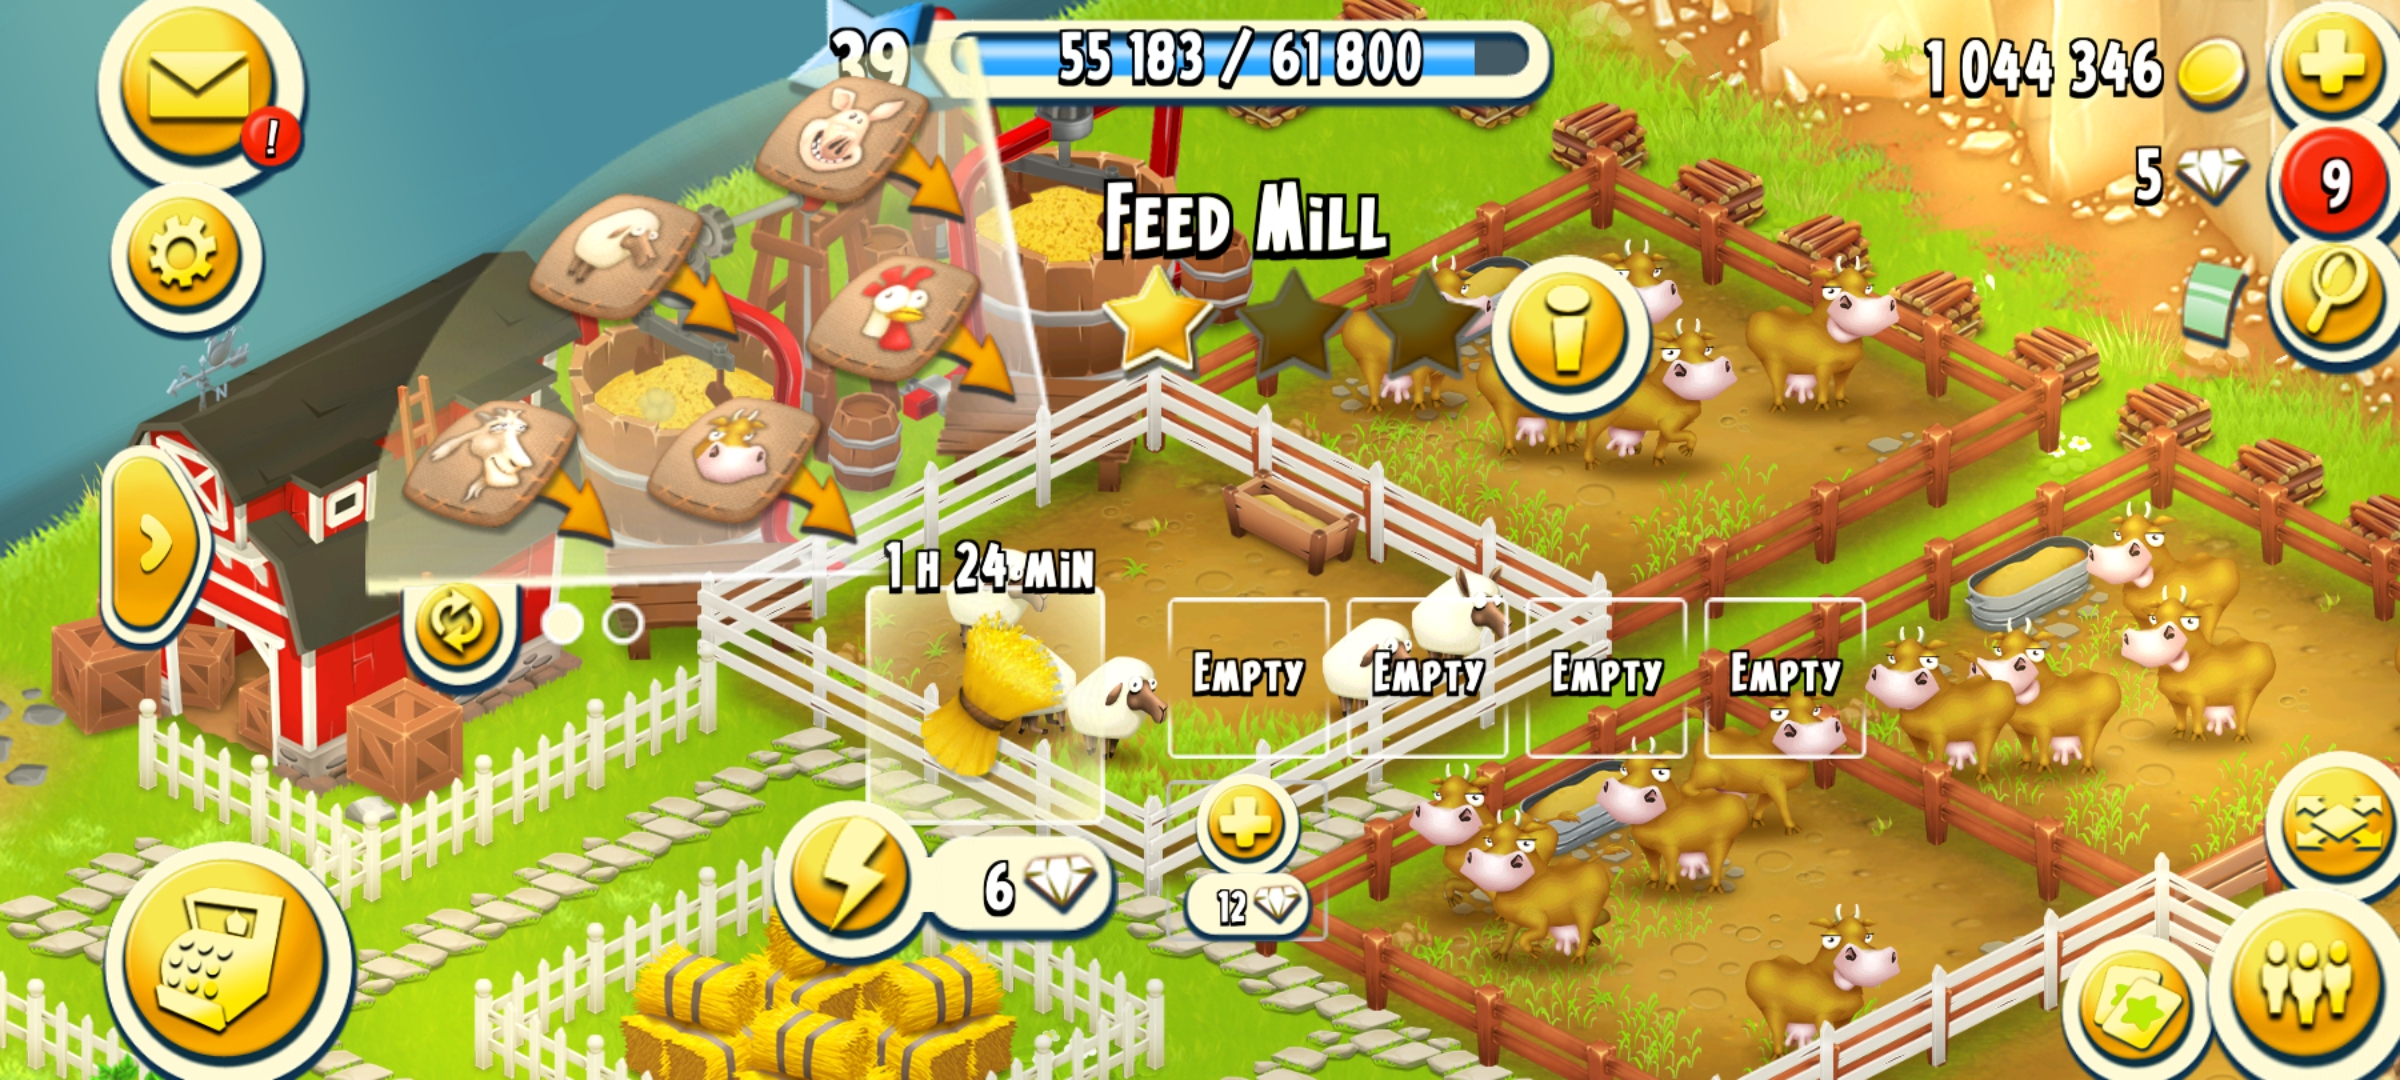 39
55 183 / 61 800
1 044 346
!
5
9
FEED MiLL
N
1 H 24 MiN
EMPTY
EMPTY
EMPTY
EMPTY
6
12